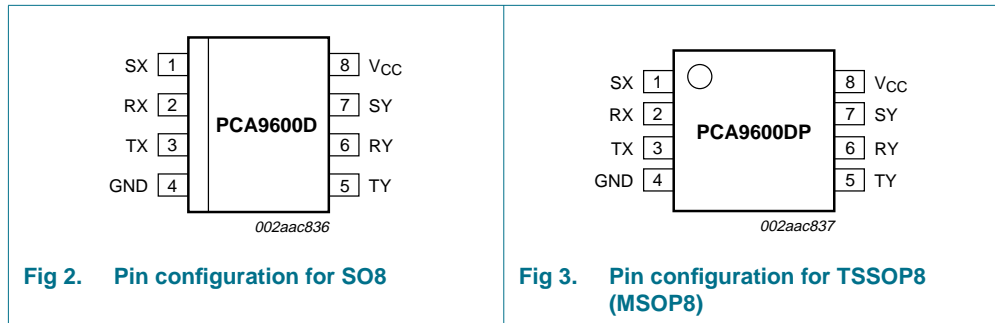 SX 1
RX 2
TX 3
GND 4
PCA9600D
8 VCC
7 SY
6 RY
5 TY
002aac836
Fig 2. Pin configuration for SO8
SX 1
RX 2
TX 3
GND 4
PCA9600DP
8 VCC
7 SY
6 RY
5 TY
002aac837
Fig 3. Pin configuration for TSSOP8
(MSOP8)